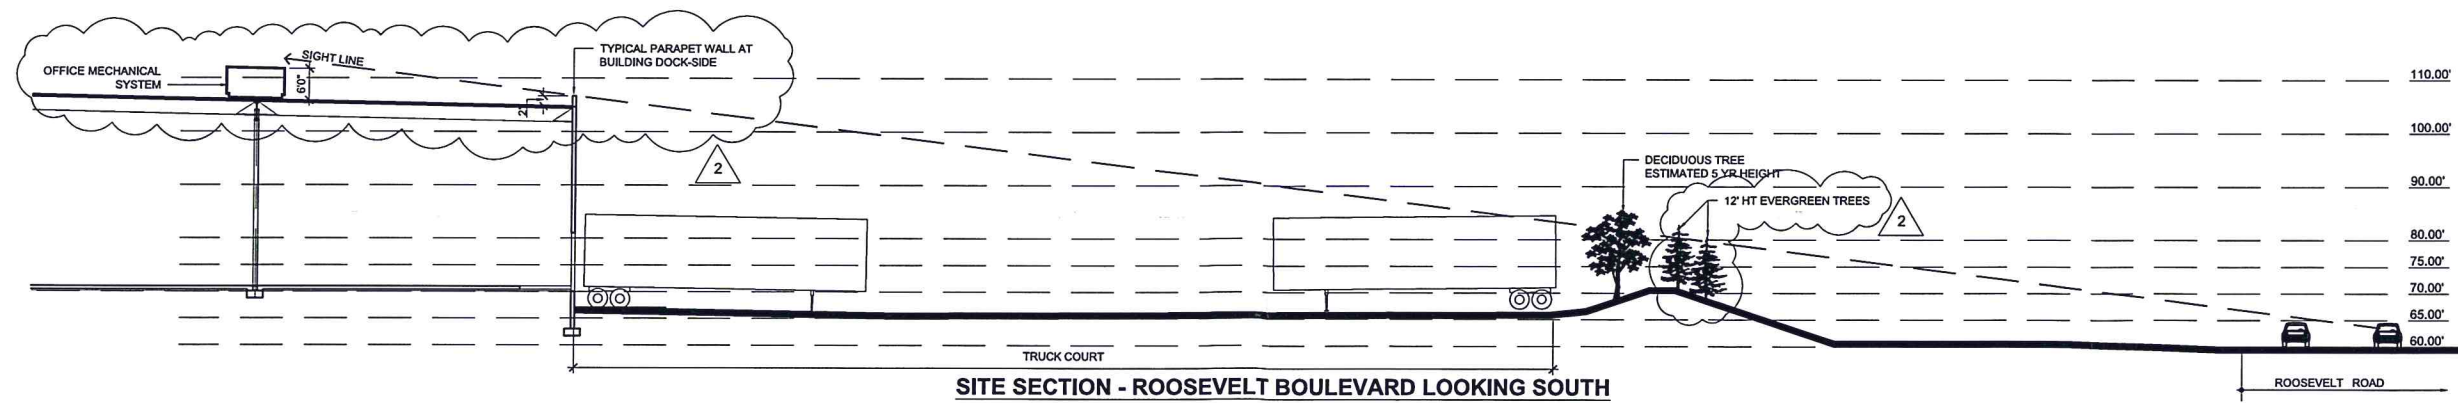 OFFICE MECHANICAL
SYSTEM
SIGHT LINE
6'0"
TYPICAL PARAPET WALL AT
BUILDING DOCK-SIDE
2'
2
DECIDUOUS TREE
ESTIMATED 5 YR HEIGHT
12' HT EVERGREEN TREES
2
110.00'
100.00'
90.00'
80.00'
75.00'
70.00'
65.00'
60.00'
TRUCK COURT
ROOSEVELT ROAD
SITE SECTION - ROOSEVELT BOULEVARD LOOKING SOUTH